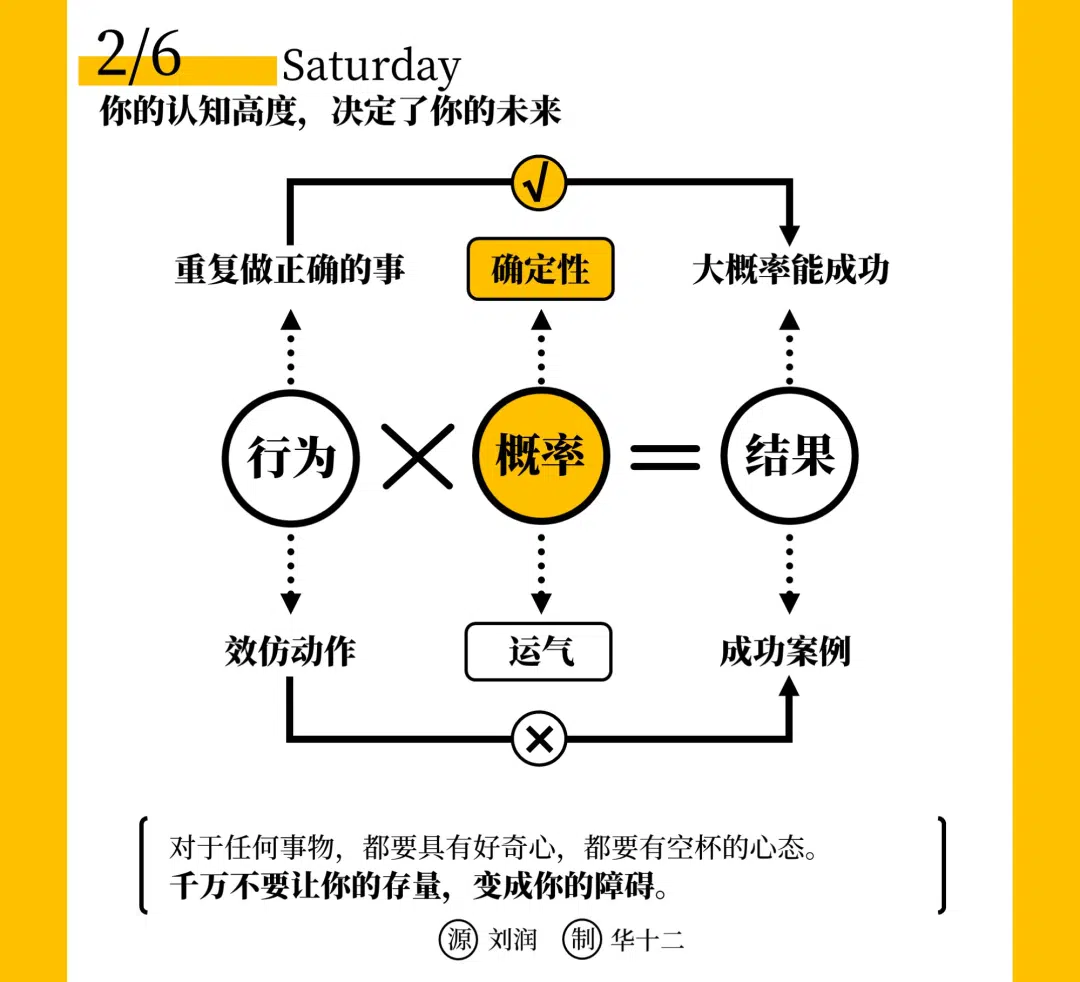 2/6
Saturday
你的认知高度，决定了你的未来
√
重复做正确的事
确定性
大概率能成功
行为
×
概率
=
结果
效仿动作
运气
成功案例
×
对于任何事物，都要具有好奇心，都要有空杯的心态。
千万不要让你的存量，变成你的障碍。
源 刘润 制 华十二